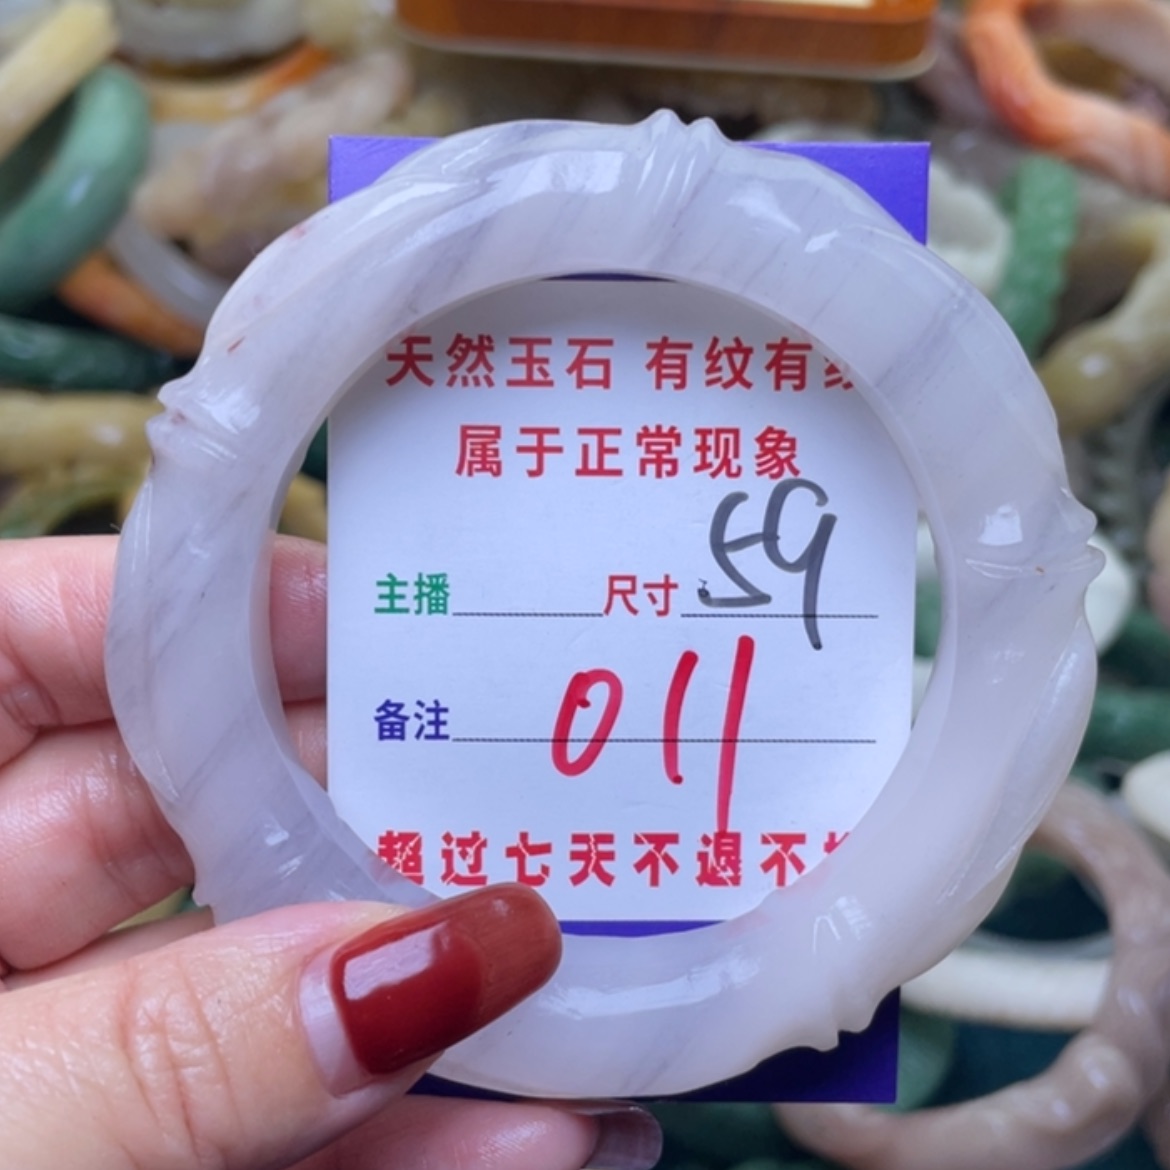 天然玉石 有纹有
属于正常现象
主播 尺寸 59
备注 011
超过七天不退不